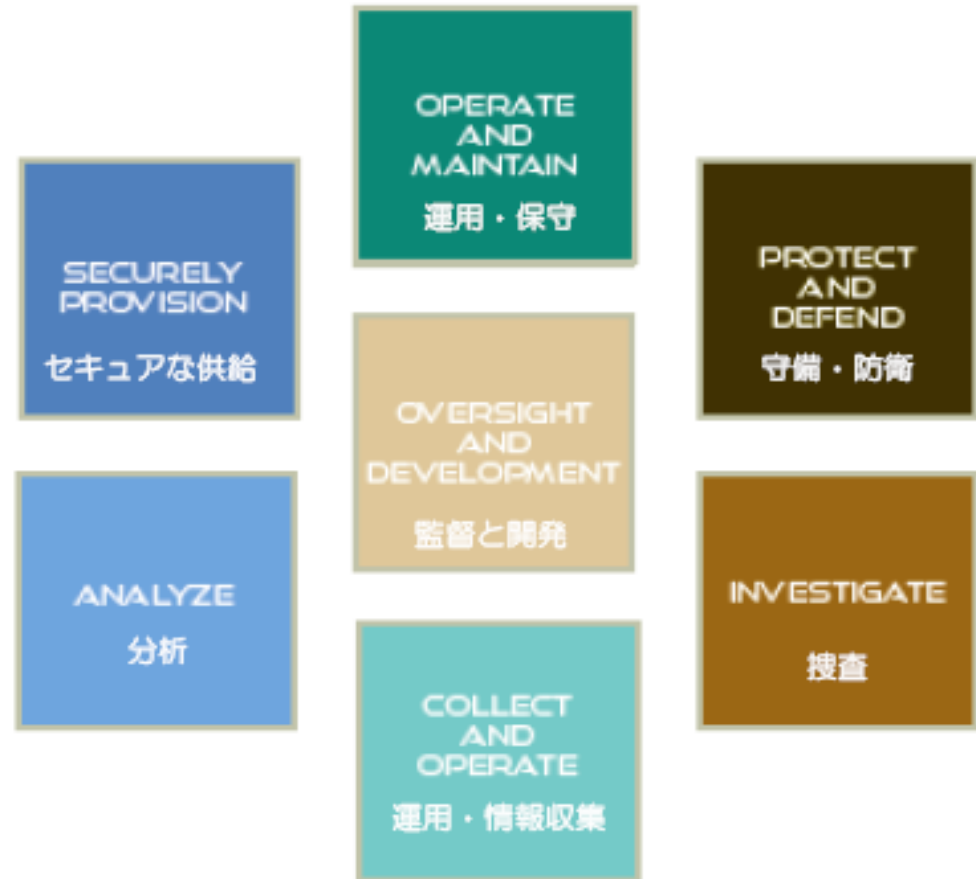 OPERATE
AND
MAINTAIN
運用・保守
SECURELY
PROVISION
セキュアな供給
PROTECT
AND
DEFEND
守備・防衛
OVERSIGHT
AND
DEVELOPMENT
監督と開発
ANALYZE
分析
INVESTIGATE
捜査
COLLECT
AND
OPERATE
運用・情報収集